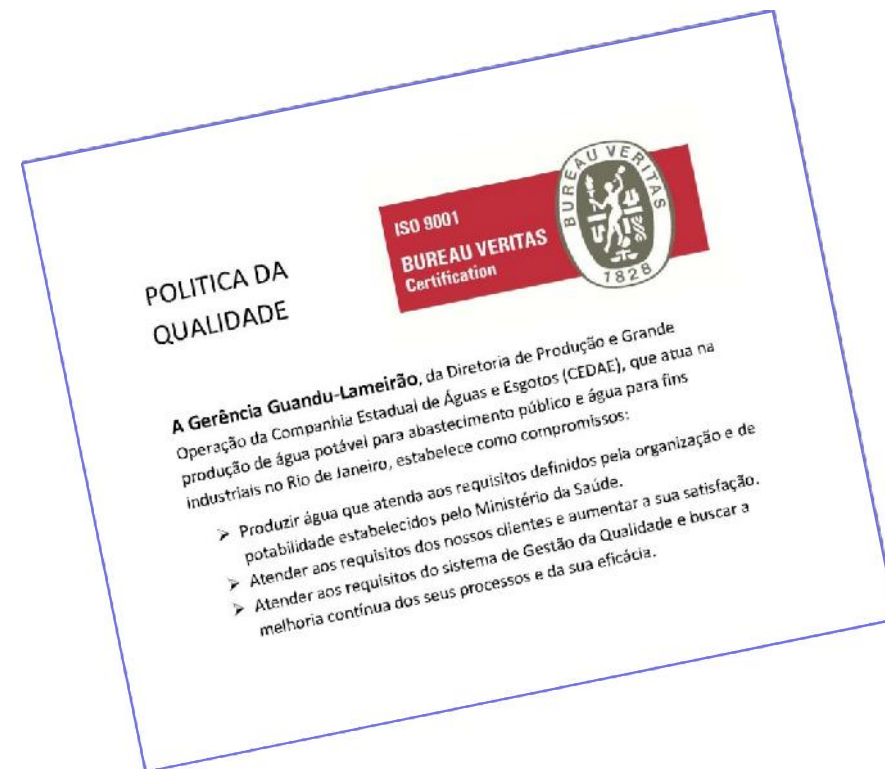 ISO 9001
BUREAU VERITAS
Certification
BUREAU VERITAS
1828
POLITICA DA
QUALIDADE
A Gerência Guandu-Lameirão, da Diretoria de Produção e Grande
Operação da Companhia Estadual de Águas e Esgotos (CEDAE), que atua na
produção de água potável para abastecimento público e água para fins
industriais no Rio de Janeiro, estabelece como compromissos:
➢ Produzir água que atenda aos requisitos definidos pela organização e de
potabilidade estabelecidos pelo Ministério da Saúde.
➢ Atender aos requisitos dos nossos clientes e aumentar a sua satisfação.
➢ Atender aos requisitos do sistema de Gestão da Qualidade e buscar a
melhoria contínua dos seus processos e da sua eficácia.